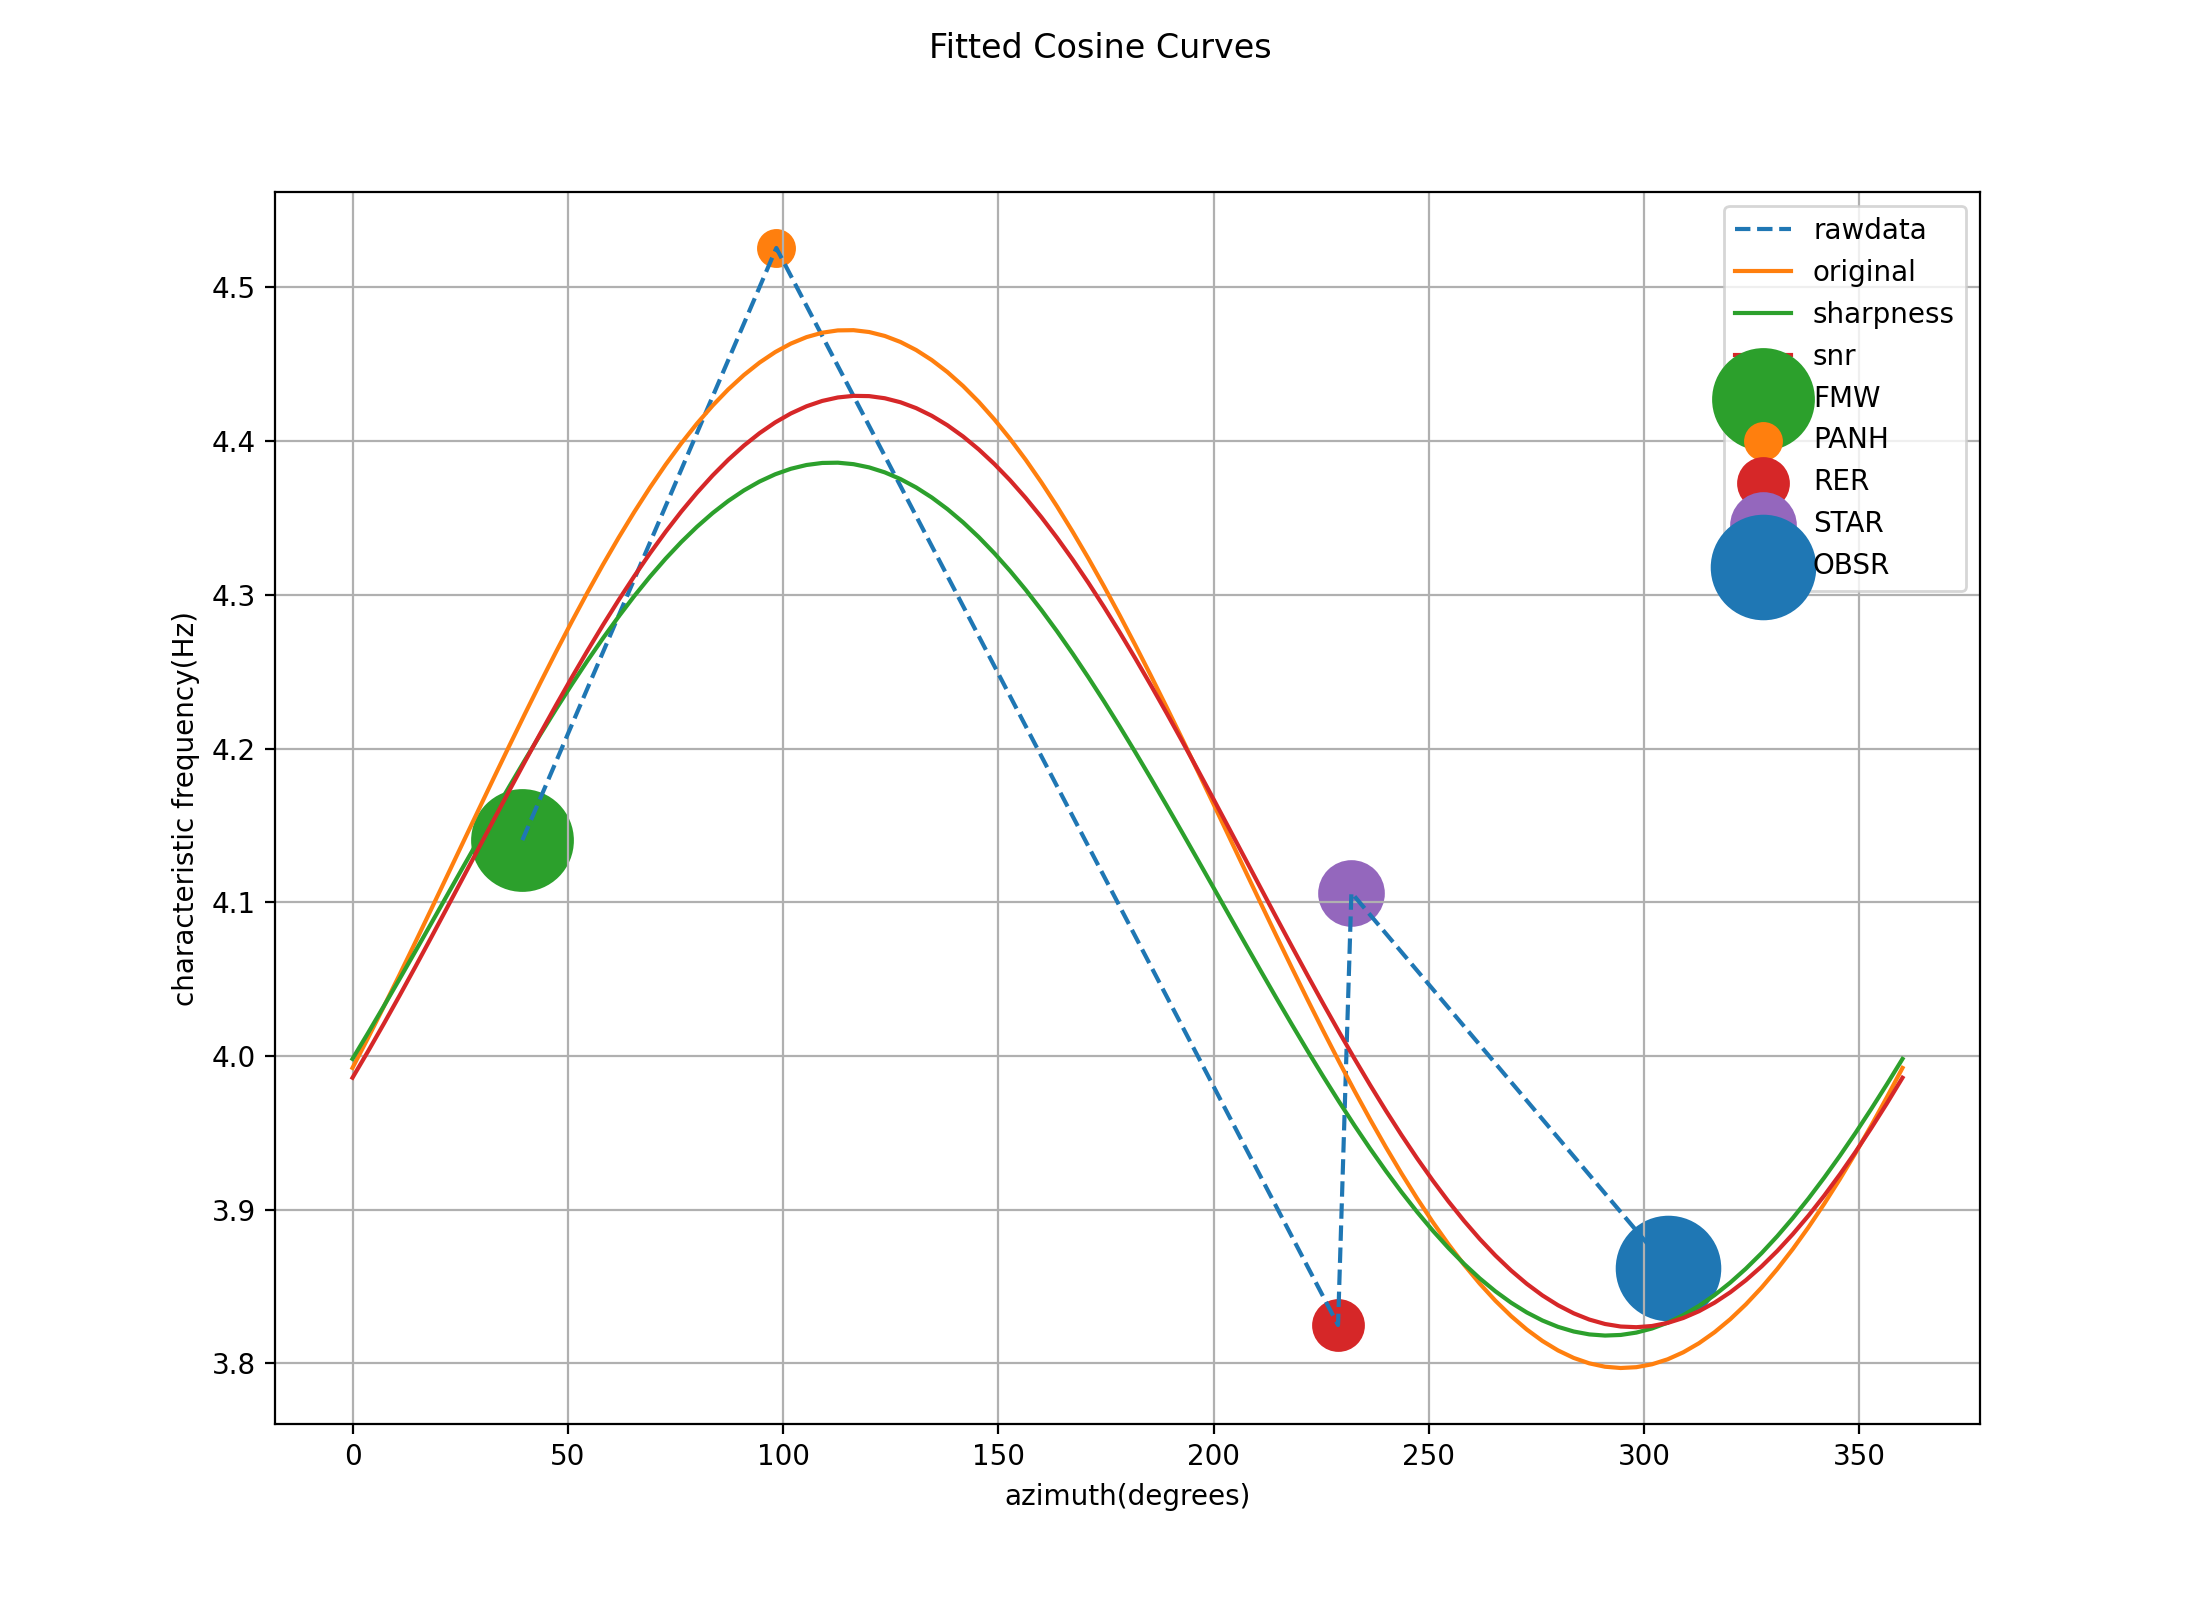 Fitted Cosine Curves
rawdata
original
sharpness
snr
FMW
PANH
RER
STAR
OBSR
4.5
4.4
4.3
4.2
4.1
4.0
3.9
3.8
characteristic frequency(Hz)
0 50 100 150 200 250 300 350
azimuth(degrees)